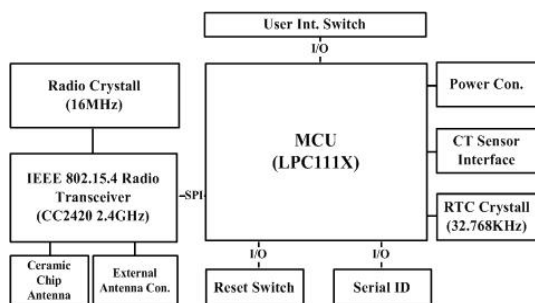 User Int. Switch
I/O
Radio Crystall
(16MHz)
MCU
(LPC111X)
Power Con.
CT Sensor
Interface
IEEE 802.15.4 Radio
Transceiver
(CC2420 2.4GHz)
SPI
RTC Crystall
(32.768KHz)
I/O
I/O
Ceramic
Chip
Antenna
External
Antenna Con.
Reset Switch
Serial ID